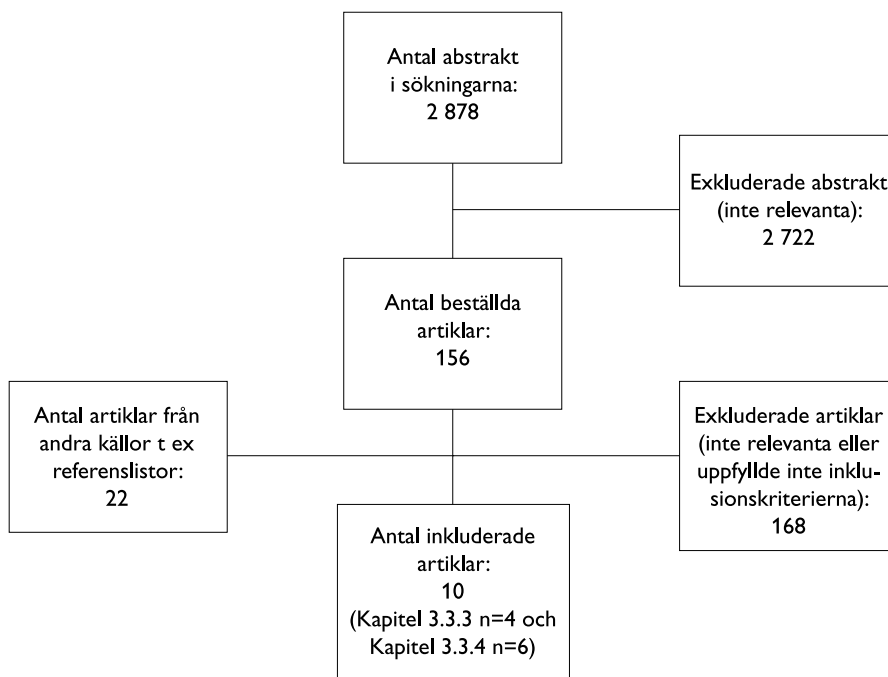 Antal abstrakt
i sökningarna:
2 878
Exkluderade abstrakt
(inte relevanta):
2 722
Antal beställda
artiklar:
156
Antal artiklar från
andra källor t ex
referenslistor:
22
Exkluderade artiklar
(inte relevanta eller
uppfyllde inte inklu-
sionskriterierna):
168
Antal inkluderade
artiklar:
10
(Kapitel 3.3.3 n=4 och
Kapitel 3.3.4 n=6)